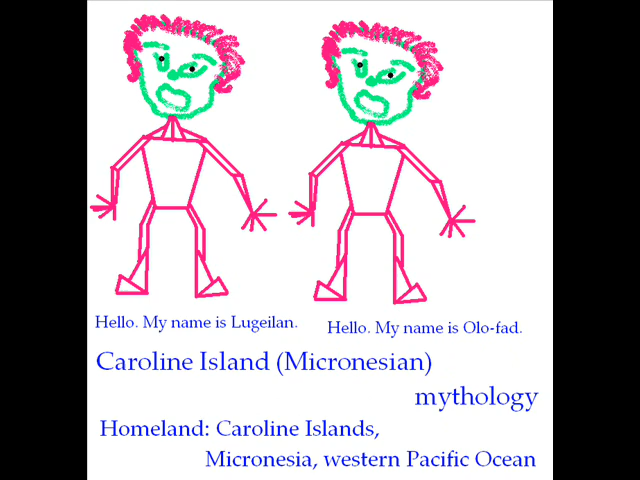 Hello. My name is Lugeilan.
Hello. My name is Olo-fad.
Caroline Island (Micronesian)
mythology
Homeland: Caroline Islands,
Micronesia, western Pacific Ocean